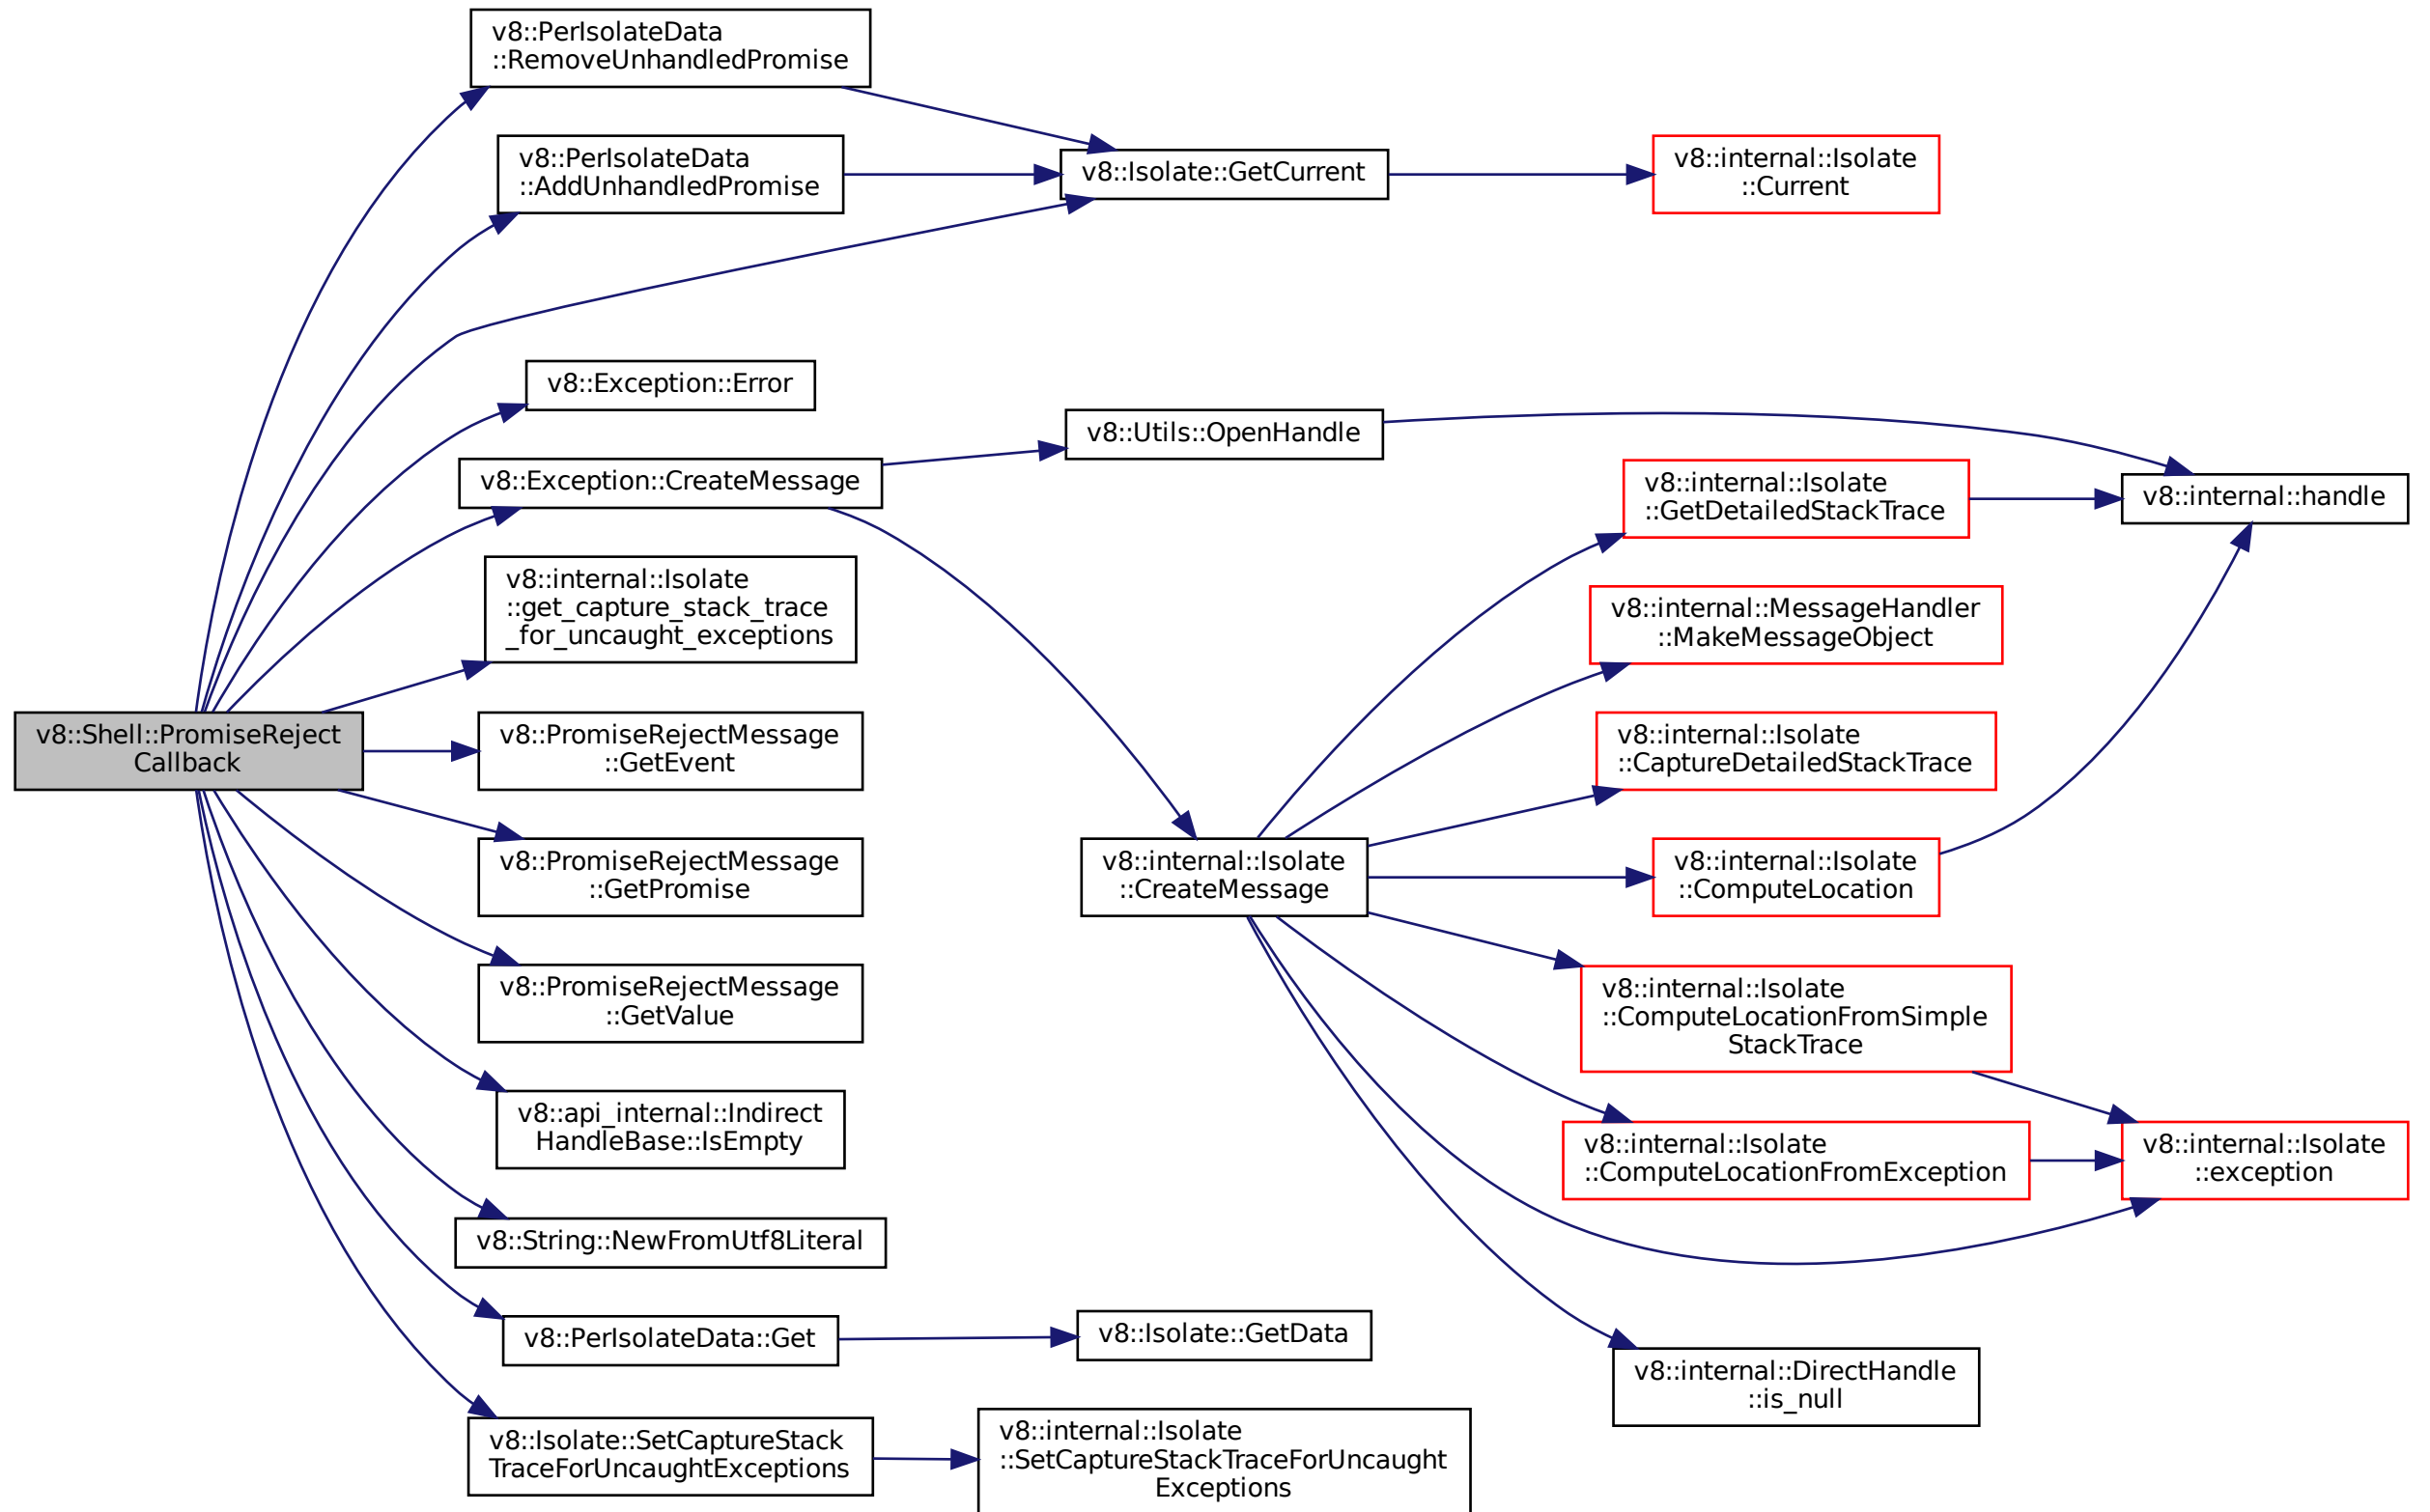 v8::PerIsolateData
::RemoveUnhandledPromise
v8::PerIsolateData
::AddUnhandledPromise
v8::Isolate::GetCurrent
v8::internal::Isolate
::Current
v8::Exception::Error
v8::Exception::CreateMessage
v8::Utils::OpenHandle
v8::internal::Isolate
::GetDetailedStackTrace
v8::internal::handle
v8::internal::Isolate
::get_capture_stack_trace
_for_uncaught_exceptions
v8::internal::MessageHandler
::MakeMessageObject
v8::Shell::PromiseReject
Callback
v8::PromiseRejectMessage
::GetEvent
v8::internal::Isolate
::CaptureDetailedStackTrace
v8::PromiseRejectMessage
::GetPromise
v8::internal::Isolate
::CreateMessage
v8::internal::Isolate
::ComputeLocation
v8::PromiseRejectMessage
::GetValue
v8::internal::Isolate
::ComputeLocationFromSimple
StackTrace
v8::api_internal::Indirect
HandleBase::IsEmpty
v8::internal::Isolate
::ComputeLocationFromException
v8::internal::Isolate
::exception
v8::String::NewFromUtf8Literal
v8::PerIsolateData::Get
v8::Isolate::GetData
v8::internal::DirectHandle
::is_null
v8::Isolate::SetCaptureStack
TraceForUncaughtExceptions
v8::internal::Isolate
::SetCaptureStackTraceForUncaught
Exceptions